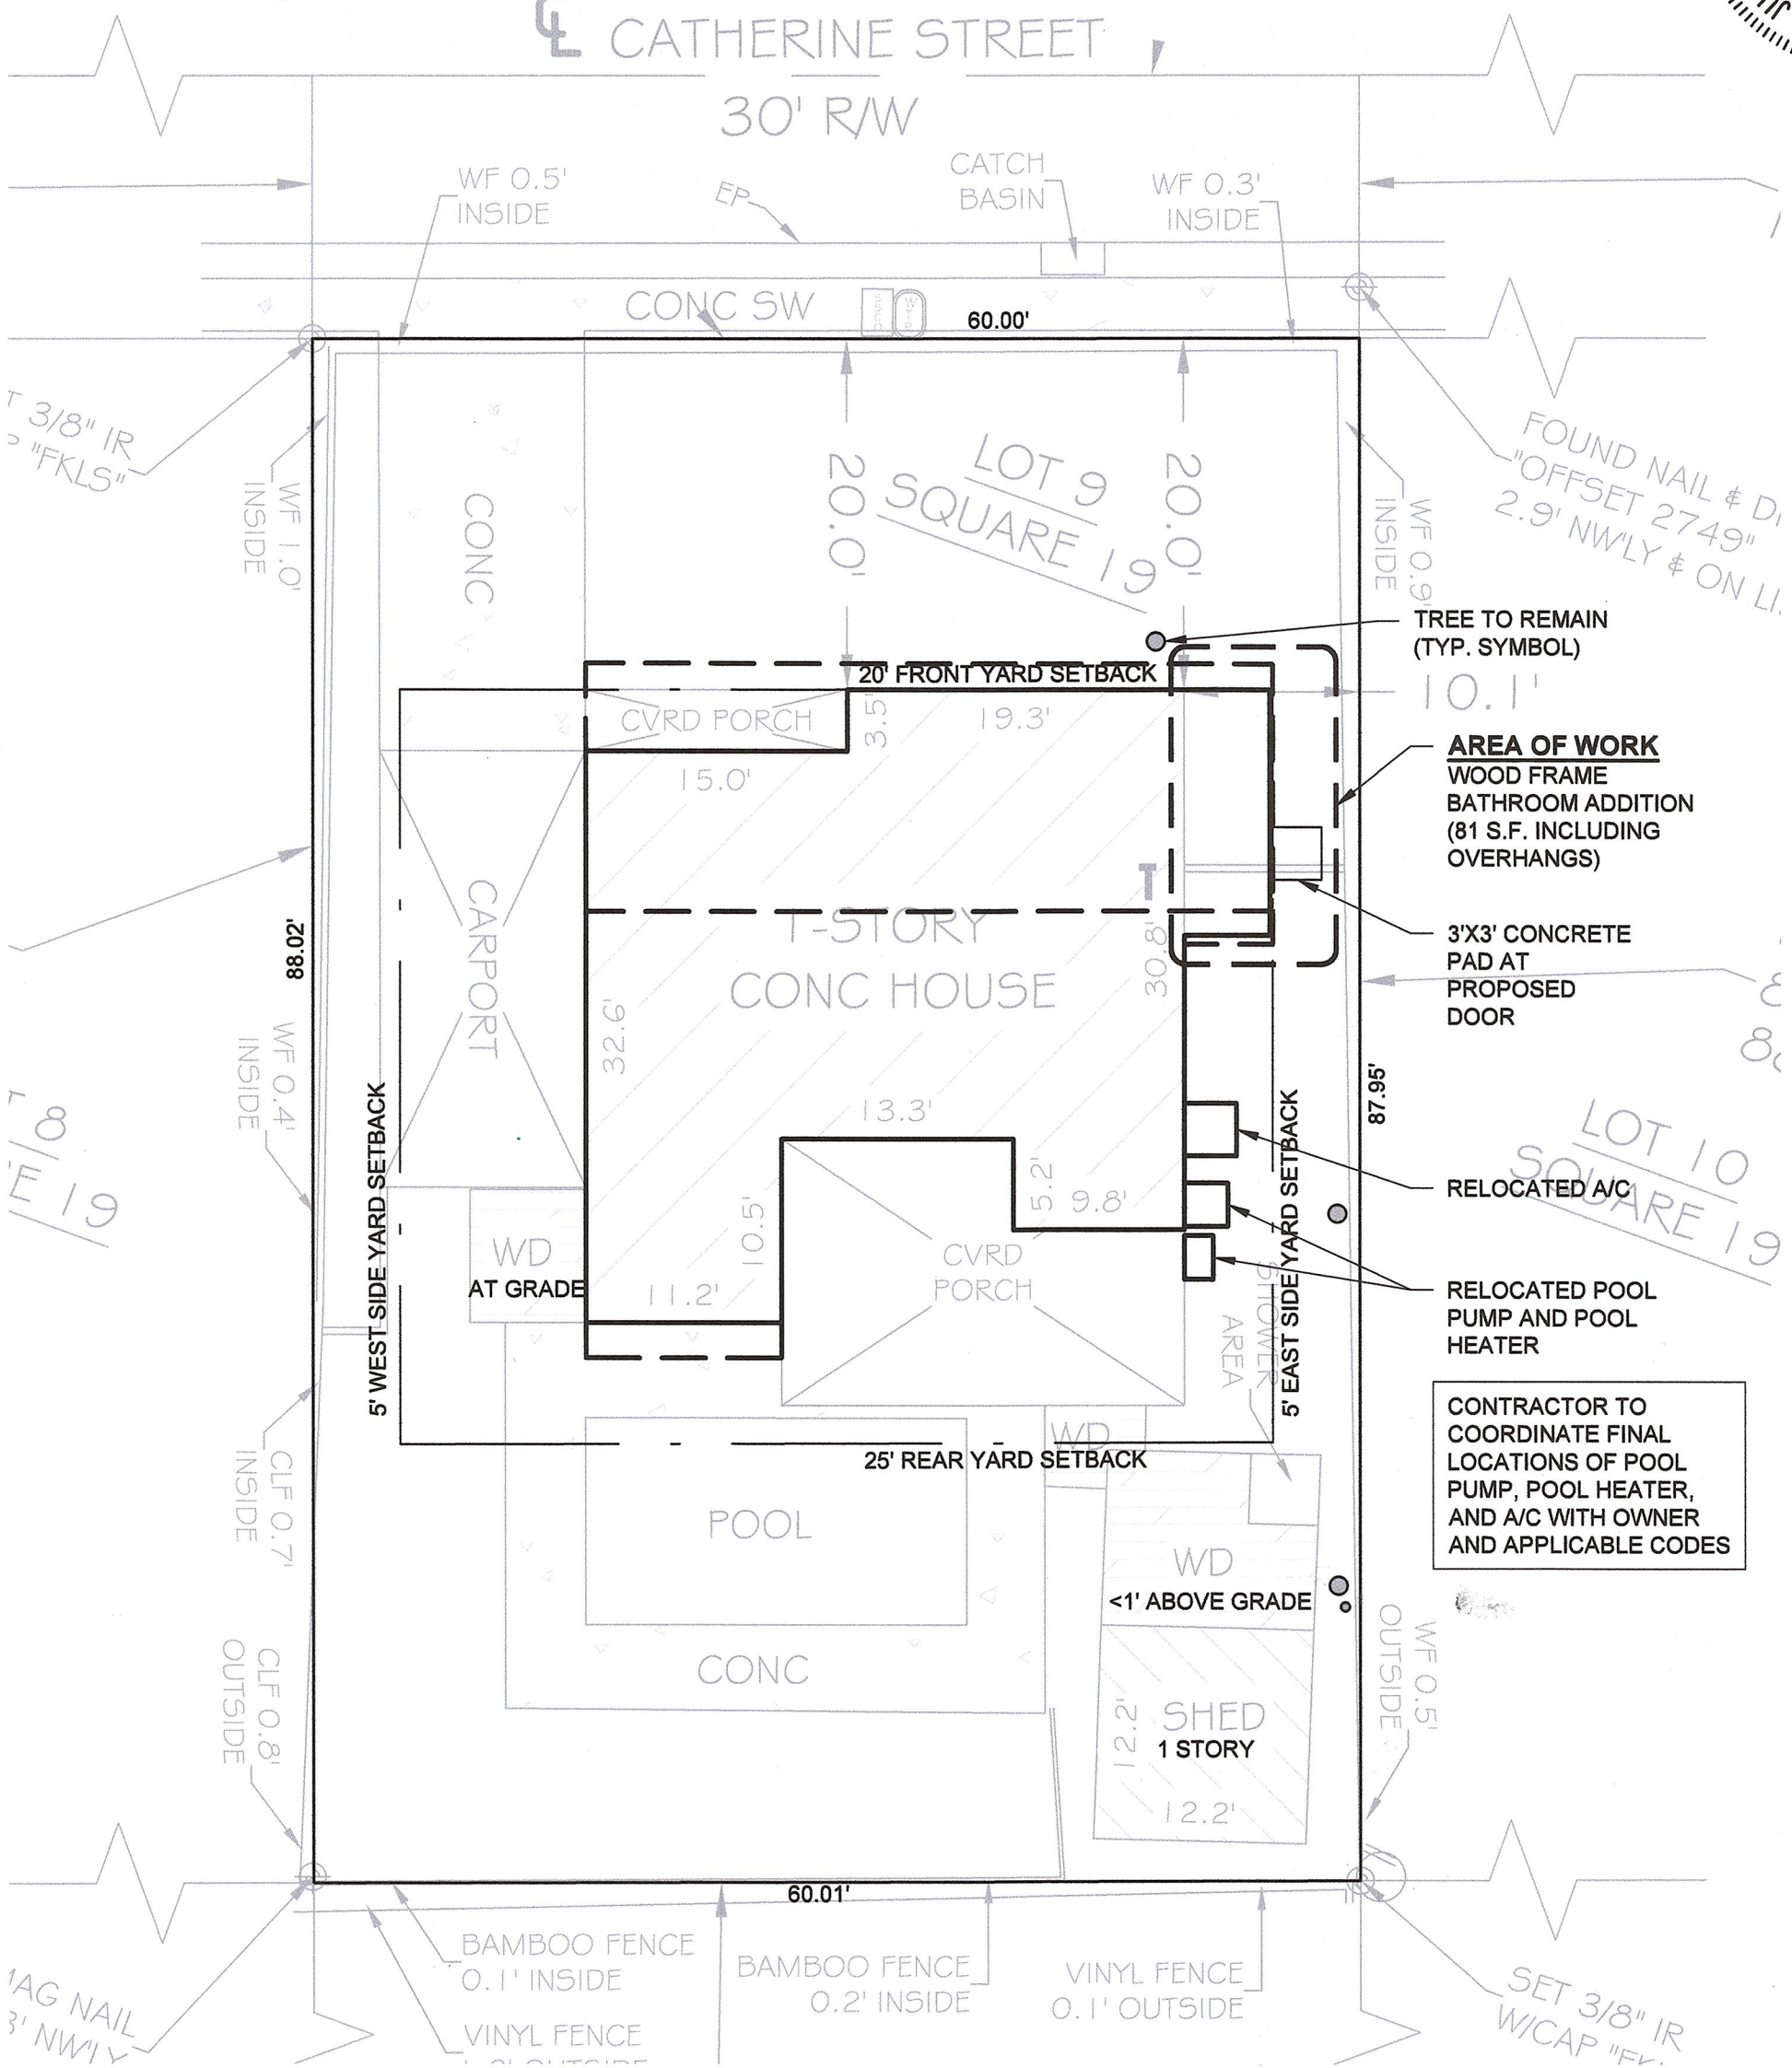 CL CATHERINE STREET
30' R/W
WF 0.5'
INSIDE
EP
CATCH
BASIN
WF 0.3'
INSIDE
CONC SW
60.00'
3/8" IR
"FKLS"
WF 1.0'
INSIDE
CONC
20.0'
LOT 9
SQUARE 19
20.0'
WF 0.9'
INSIDE
FOUND NAIL &
"OFFSET 2749"
2.9' NW'LY & ON
TREE TO REMAIN
(TYP. SYMBOL)
20' FRONT YARD SETBACK
10.1'
CVRD PORCH
3.5'
19.3'
15.0'
AREA OF WORK
WOOD FRAME
BATHROOM ADDITION
(81 S.F. INCLUDING
OVERHANGS)
T
1-STORY
CONC HOUSE
30.8'
32.6'
CARPORT
88.02'
3'X3' CONCRETE
PAD AT
PROPOSED
DOOR
WF 0.4'
INSIDE
87.95'
13.3'
5.2'
9.8'
8
E 19
5' WEST SIDE YARD SETBACK
5' EAST SIDE YARD SETBACK
LOT 10
SQUARE 19
RELOCATED A/C
WD
AT GRADE
10.5'
11.2'
CVRD
PORCH
SHOWER
AREA
RELOCATED POOL
PUMP AND POOL
HEATER
CONTRACTOR TO
COORDINATE FINAL
LOCATIONS OF POOL
PUMP, POOL HEATER,
AND A/C WITH OWNER
AND APPLICABLE CODES
WD
25' REAR YARD SETBACK
CLF 0.7'
INSIDE
POOL
WD
<1' ABOVE GRADE
CONC
CLF 0.8'
OUTSIDE
12.2'
SHED
1 STORY
12.2'
WF 0.5'
OUTSIDE
60.01'
BAMBOO FENCE
0.1' INSIDE
BAMBOO FENCE
0.2' INSIDE
VINYL FENCE
0.1' OUTSIDE
VINYL FENCE
NAIL
NW'LY
SET 3/8" IR
W/CAP